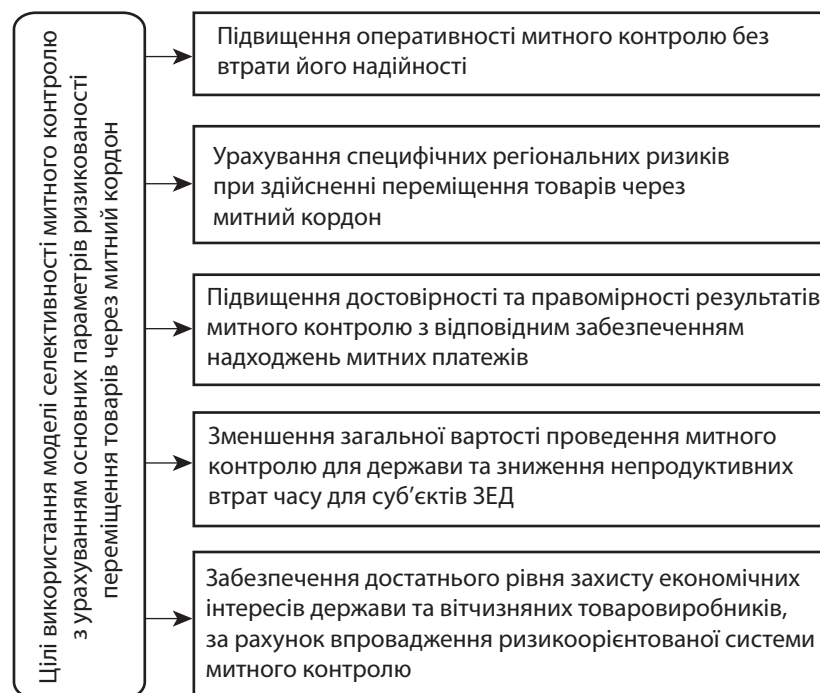 Цілі використання моделі селективності митного контролю
з урахуванням основних параметрів ризикованості
переміщення товарів через митний кордон
Підвищення оперативності митного контролю без
втрати його надійності
Урахування специфічних регіональних ризиків
при здійсненні переміщення товарів через
митний кордон
Підвищення достовірності та правомірності результатів
митного контролю з відповідним забезпеченням
надходжень митних платежів
Зменшення загальної вартості проведення митного
контролю для держави та зниження непродуктивних
втрат часу для суб’єктів ЗЕД
Забезпечення достатнього рівня захисту економічних
інтересів держави та вітчизняних товаровиробників,
за рахунок впровадження ризикоорієнтованої системи
митного контролю